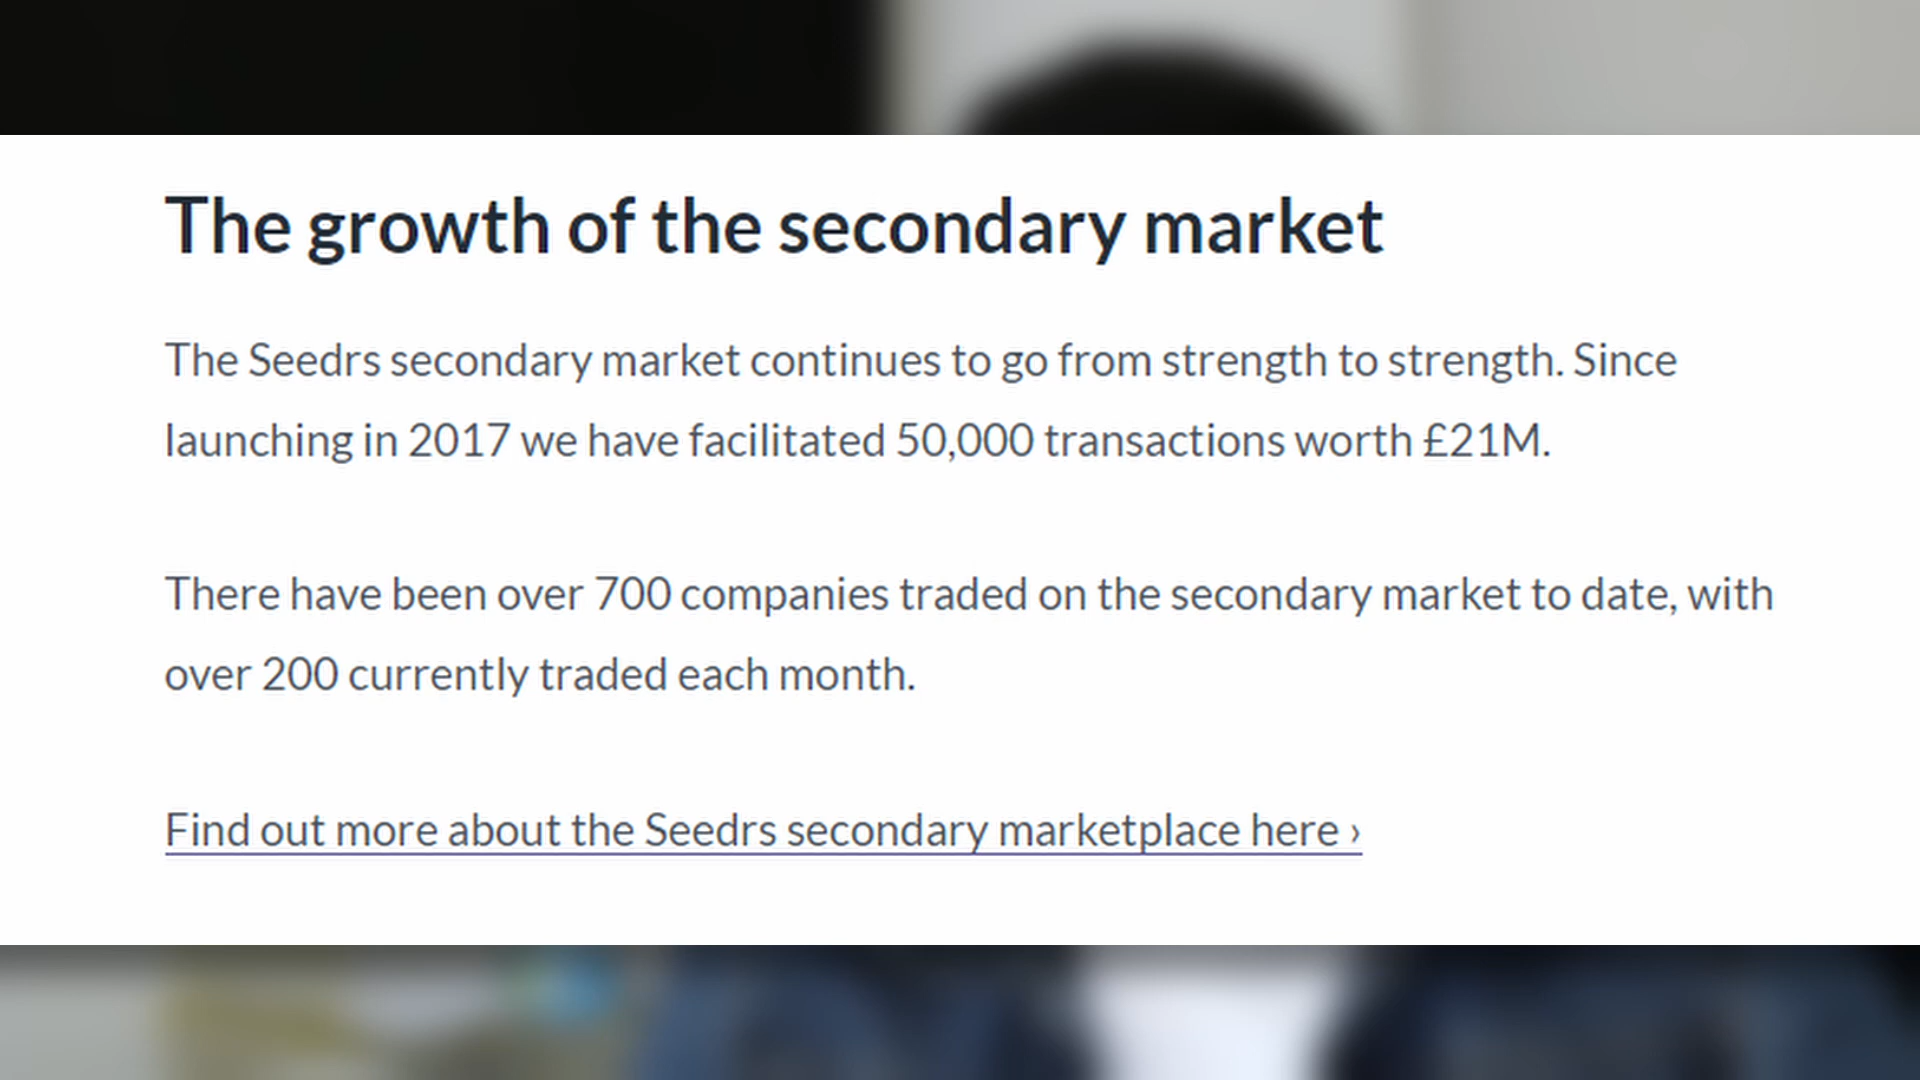 The growth of the secondary market
The Seedrs secondary market continues to go from strength to strength. Since
launching in 2017 we have facilitated 50,000 transactions worth £21M.
There have been over 700 companies traded on the secondary market to date, with
over 200 currently traded each month.
Find out more about the Seedrs secondary marketplace here ›